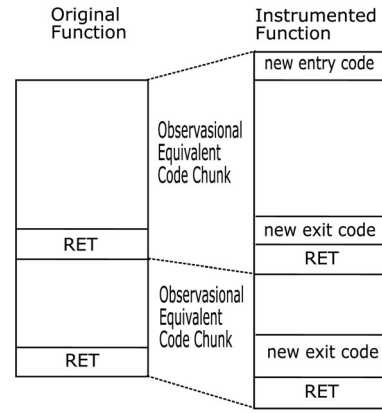 Original
Function
Instrumented
Function
new entry code
Observasional
Equivalent
Code Chunk
new exit code
RET
RET
Observasional
Equivalent
Code Chunk
new exit code
RET
RET